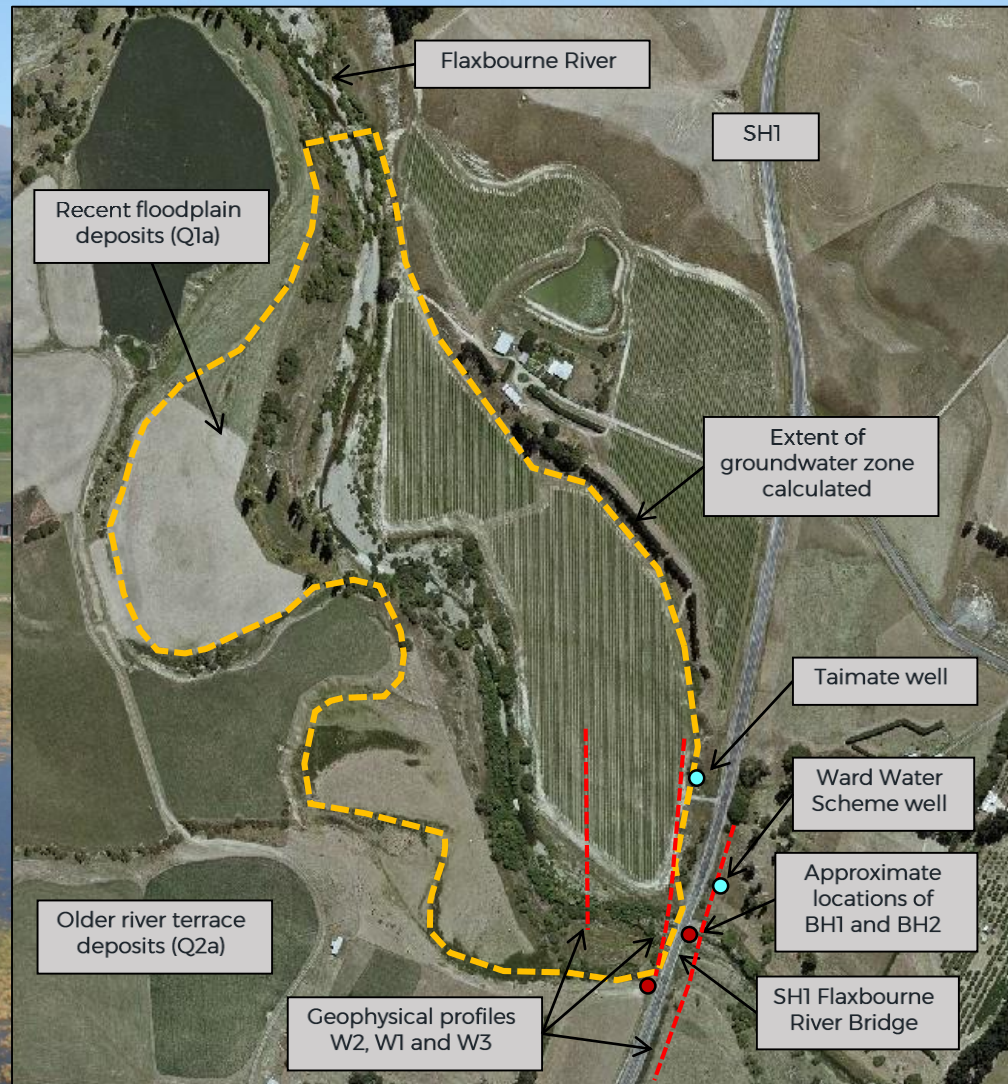 Flaxbourne River
SH1
Recent floodplain
deposits (Q1a)
Extent of
groundwater zone
calculated
Taimate well
Ward Water
Scheme well
Approximate
locations of
BH1 and BH2
Older river terrace
deposits (Q2a)
SH1 Flaxbourne
River Bridge
Geophysical profiles
W2, W1 and W3